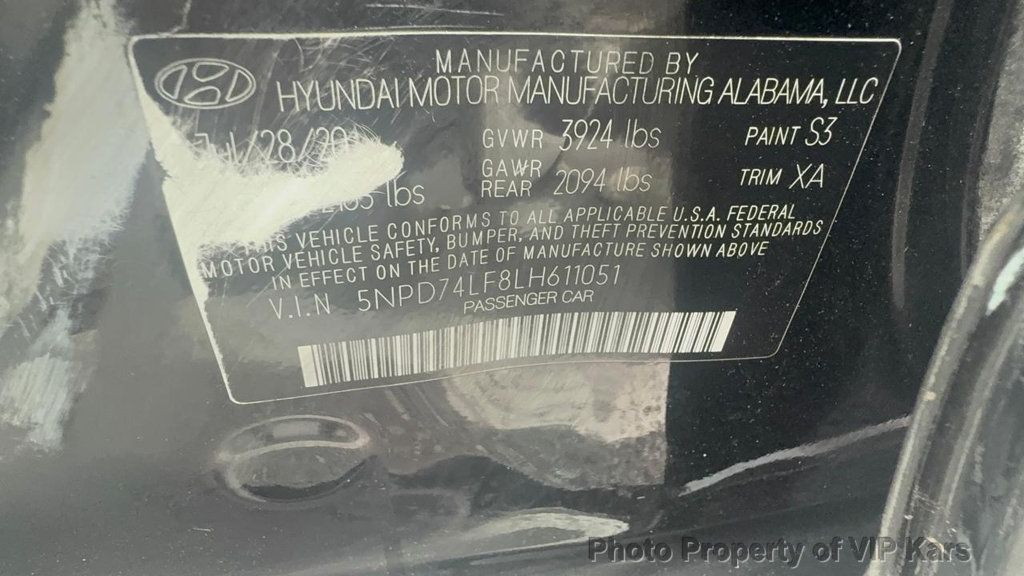 MANUFACTURED BY
HYUNDAI MOTOR MANUFACTURING ALABAMA, LLC
GVWR 3924 lbs PAINT S3
lbs GAWR REAR 2094 lbs TRIM XA
THIS VEHICLE CONFORMS TO ALL APPLICABLE U.S.A. FEDERAL
MOTOR VEHICLE SAFETY, BUMPER, AND THEFT PREVENTION STANDARDS
IN EFFECT ON THE DATE OF MANUFACTURE SHOWN ABOVE
V.I.N 5NPD74LF8LH611051
PASSENGER CAR
Photo Property of VIP Kars